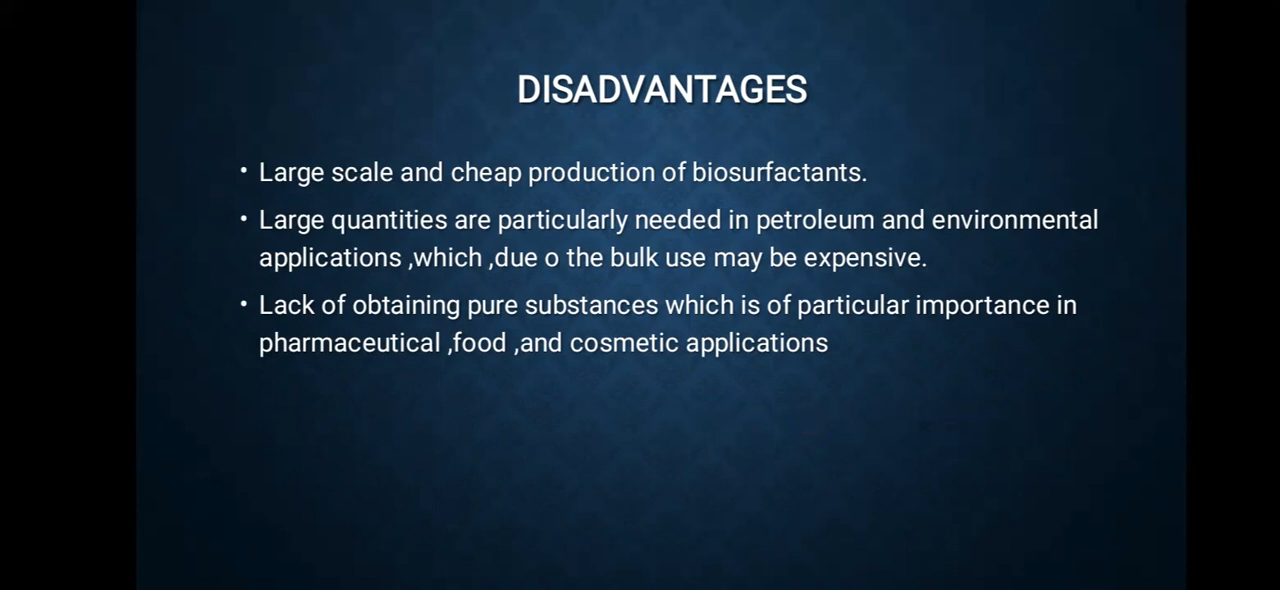 DISADVANTAGES
• Large scale and cheap production of biosurfactants.
• Large quantities are particularly needed in petroleum and environmental
applications ,which ,due o the bulk use may be expensive.
• Lack of obtaining pure substances which is of particular importance in
pharmaceutical ,food ,and cosmetic applications